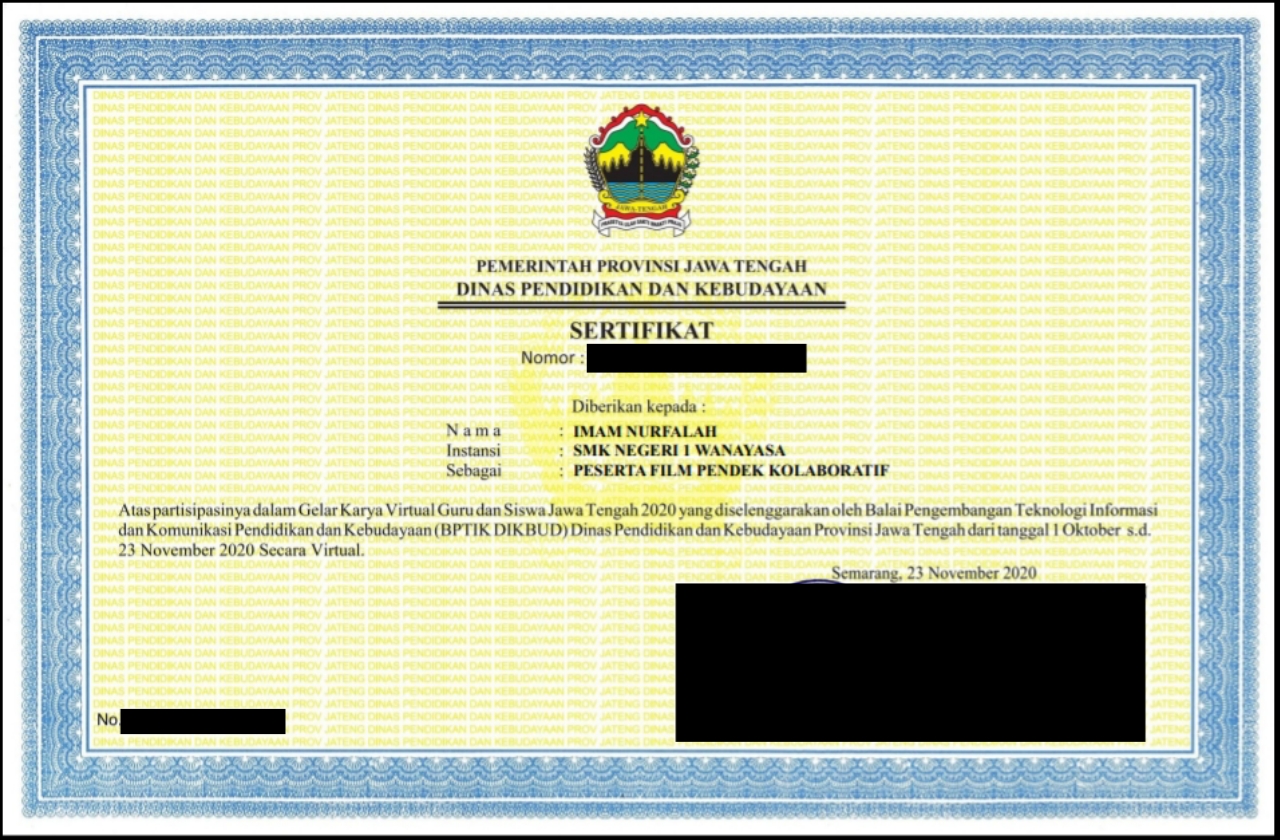 JAWA TENGAH
PEMERINTAH PROVINSI JAWA TENGAH
DINAS PENDIDIKAN DAN KEBUDAYAAN
SERTIFIKAT
Nomor :
Diberikan kepada :
N a m a : IMAM NURFALAH
Instansi : SMK NEGERI 1 WANAYASA
Sebagai : PESERTA FILM PENDEK KOLABORATIF
Atas partisipasinya dalam Gelar Karya Virtual Guru dan Siswa Jawa Tengah 2020 yang diselenggarakan oleh Balai Pengembangan Teknologi Informasi
dan Komunikasi Pendidikan dan Kebudayaan (BPTIK DIKBUD) Dinas Pendidikan dan Kebudayaan Provinsi Jawa Tengah dari tanggal 1 Oktober s.d.
23 November 2020 Secara Virtual.
Semarang, 23 November 2020
No.